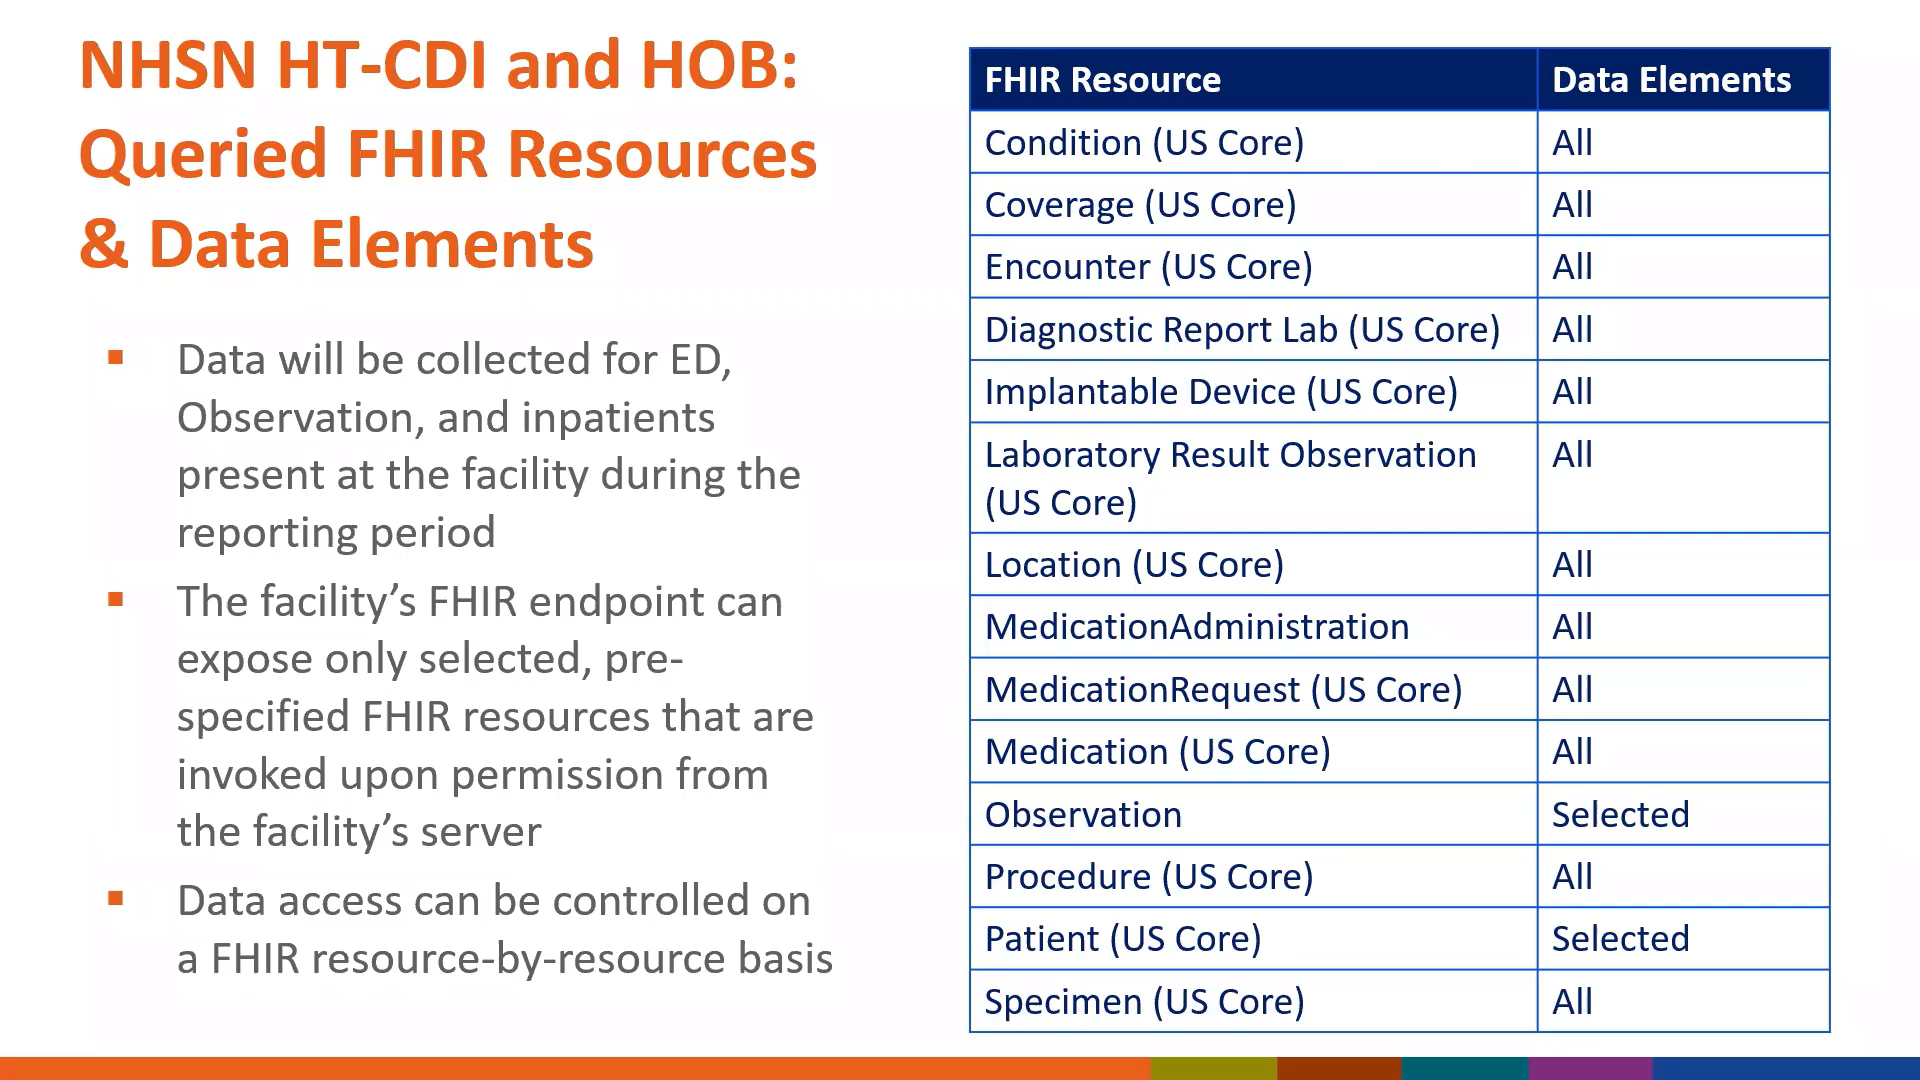 NHSN HT-CDI and HOB:
Queried FHIR Resources
& Data Elements
▪ Data will be collected for ED,
Observation, and inpatients
present at the facility during the
reporting period
▪ The facility’s FHIR endpoint can
expose only selected, pre-
specified FHIR resources that are
invoked upon permission from
the facility’s server
▪ Data access can be controlled on
a FHIR resource-by-resource basis
FHIR Resource Data Elements
Condition (US Core) All
Coverage (US Core) All
Encounter (US Core) All
Diagnostic Report Lab (US Core) All
Implantable Device (US Core) All
Laboratory Result Observation All
(US Core)
Location (US Core) All
MedicationAdministration All
MedicationRequest (US Core) All
Medication (US Core) All
Observation Selected
Procedure (US Core) All
Patient (US Core) Selected
Specimen (US Core) All